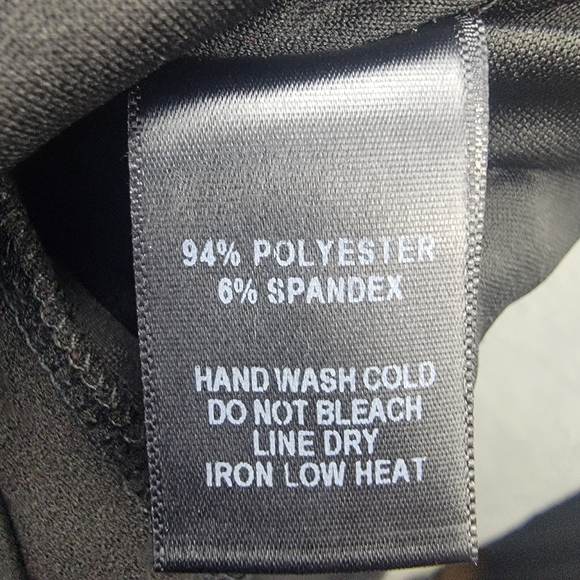 94% POLYESTER
6% SPANDEX
HAND WASH COLD
DO NOT BLEACH
LINE DRY
IRON LOW HEAT